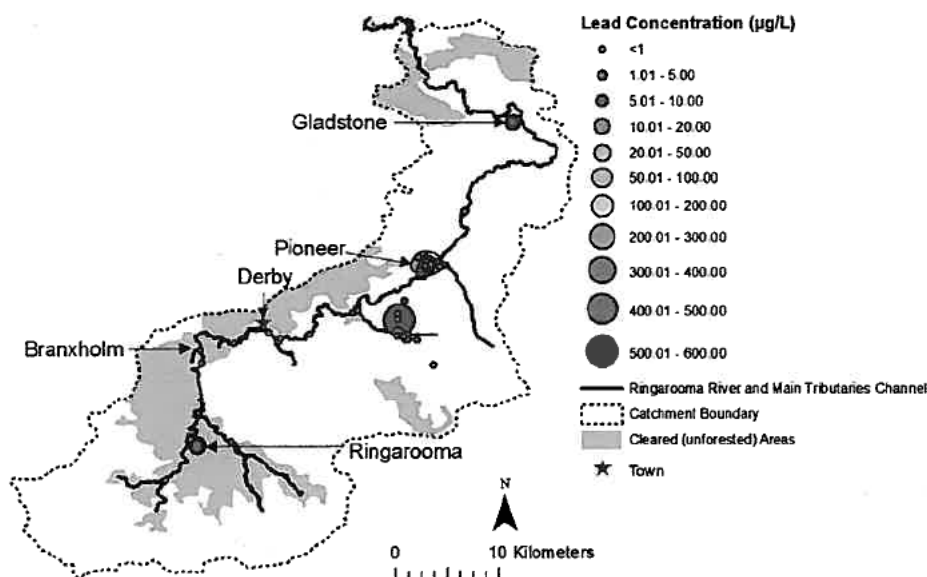 Lead Concentration (µg/L)
<1
1.01 - 5.00
5.01 - 10.00
10.01 - 20.00
20.01 - 50.00
50.01 - 100.00
100.01 - 200.00
200.01 - 300.00
300.01 - 400.00
400.01 - 500.00
500.01 - 600.00
Ringarooma River and Main Tributaries Channel
Catchment Boundary
Cleared (unforested) Areas
Town
Gladstone
Pioneer
Derby
Branxholm
Ringarooma
N
0 10 Kilometers